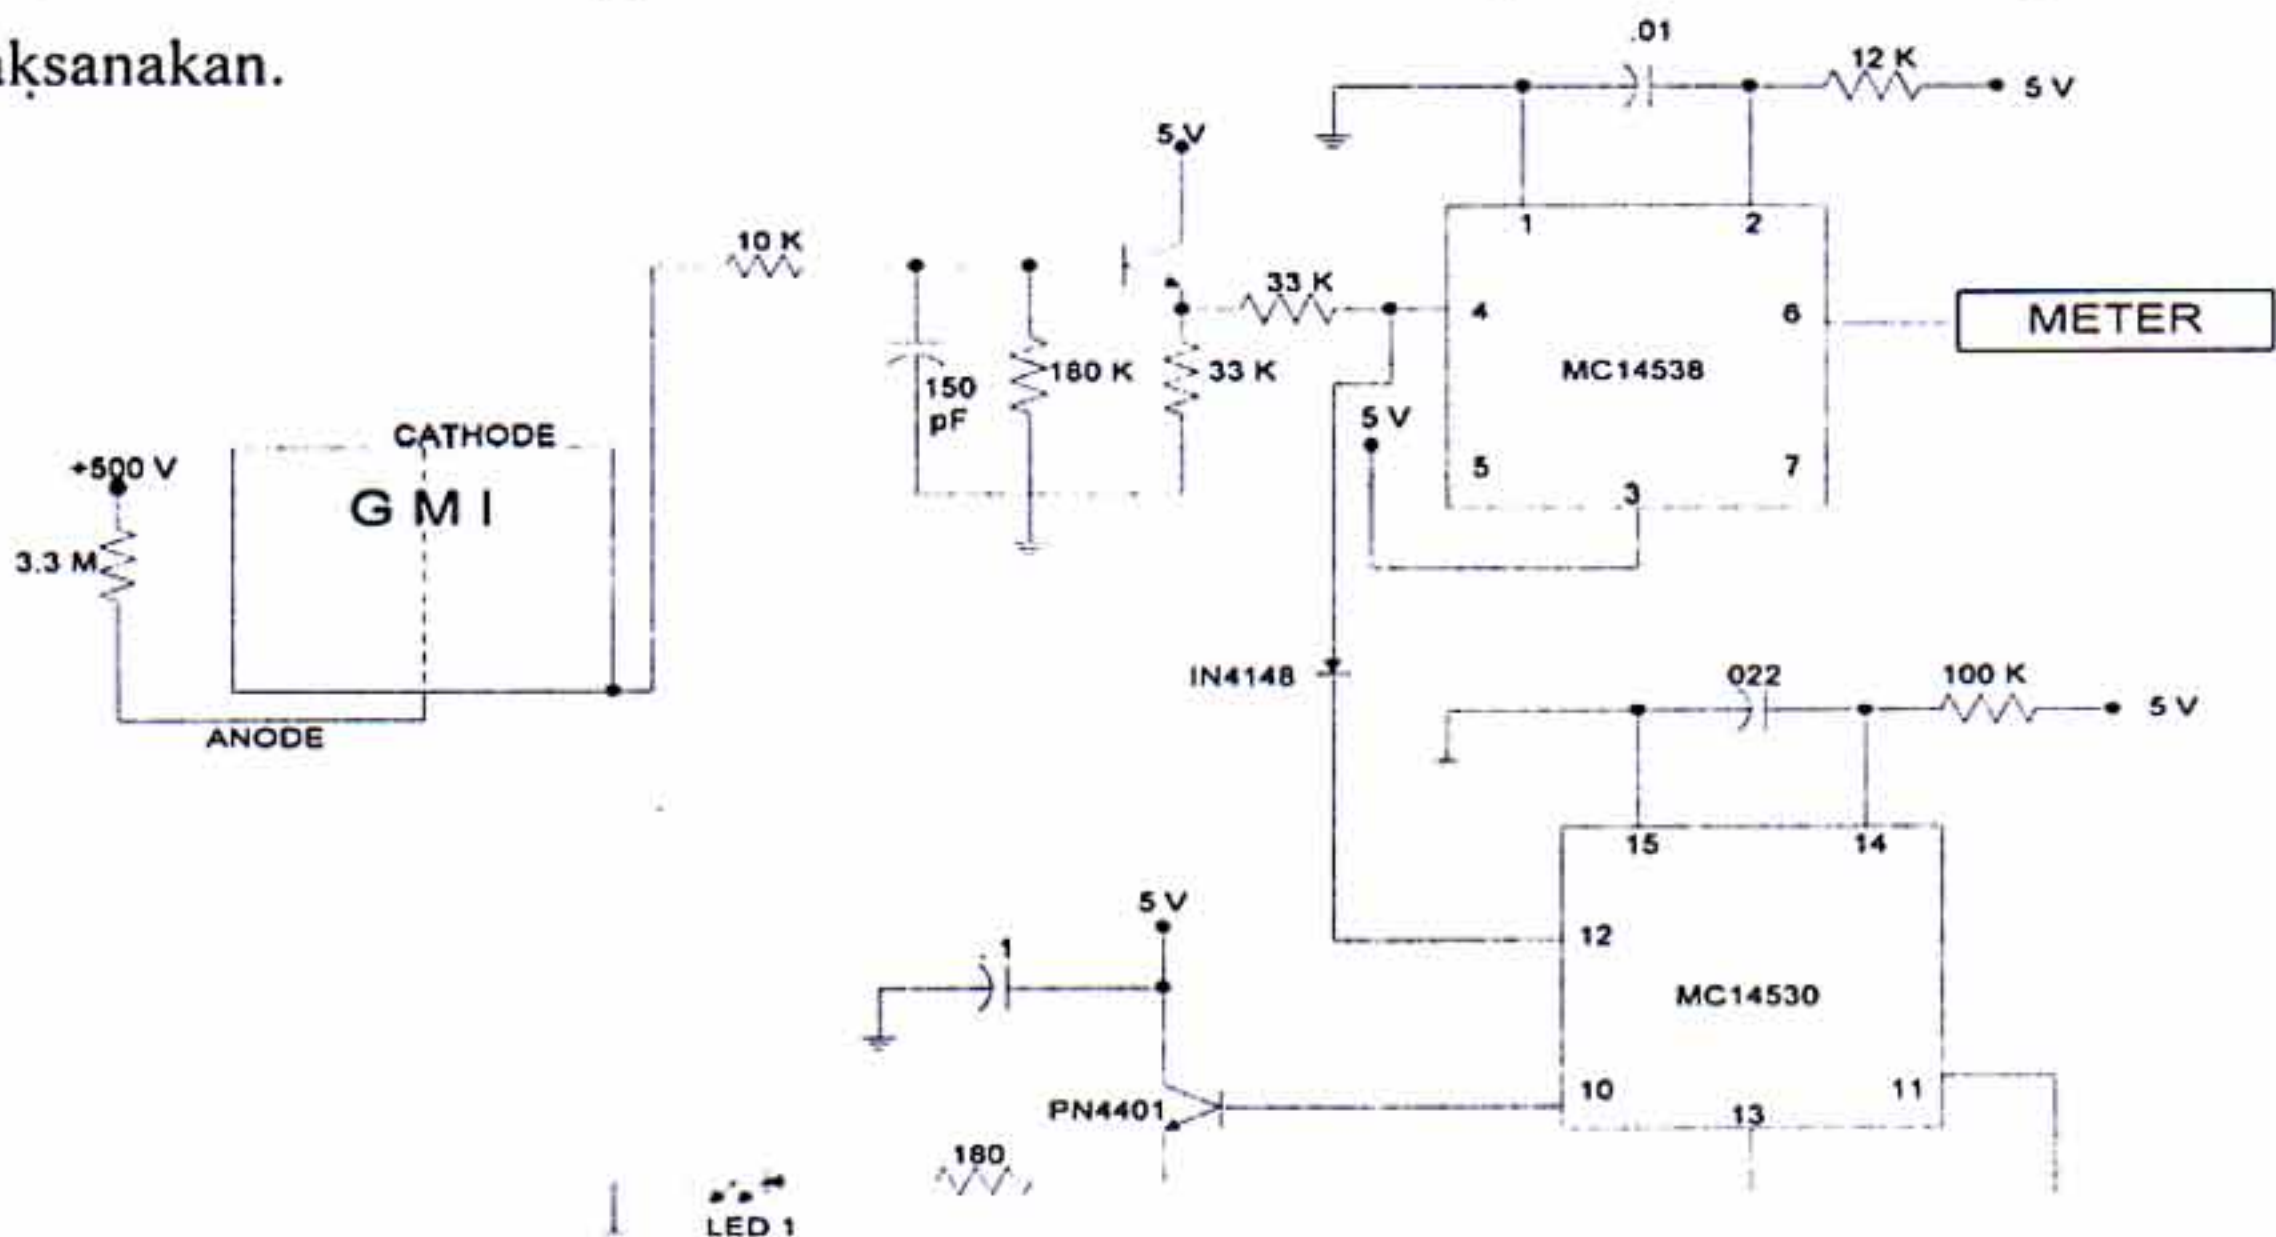 aksanakan.
.01
12 K
5 V
5 V
1
2
10 K
33 K
4
6
METER
150
pF
180 K
33 K
MC14538
5 V
CATHODE
+500 V
G M I
5
7
3
3.3 M
IN4148
022
100 K
5 V
ANODE
15
14
5 V
.1
12
MC14530
PN4401
10
11
13
180
LED 1